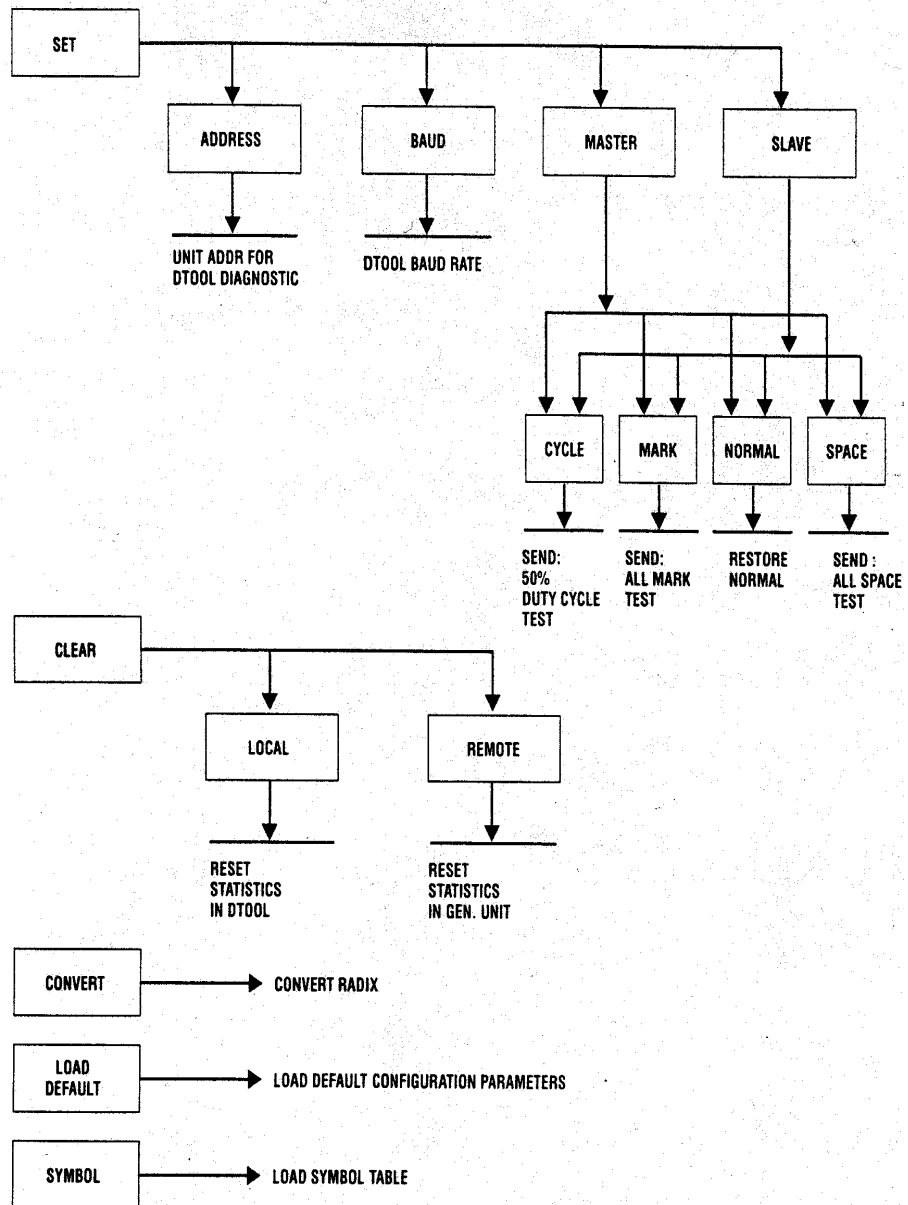 SET
ADDRESS
BAUD
MASTER
SLAVE
UNIT ADDR FOR
DTOOL DIAGNOSTIC
DTOOL BAUD RATE
CYCLE
MARK
NORMAL
SPACE
SEND:
50%
DUTY CYCLE
TEST
SEND:
ALL MARK
TEST
RESTORE
NORMAL
SEND :
ALL SPACE
TEST
CLEAR
LOCAL
REMOTE
RESET
STATISTICS
IN DTOOL
RESET
STATISTICS
IN GEN. UNIT
CONVERT
CONVERT RADIX
LOAD
DEFAULT
LOAD DEFAULT CONFIGURATION PARAMETERS
SYMBOL
LOAD SYMBOL TABLE